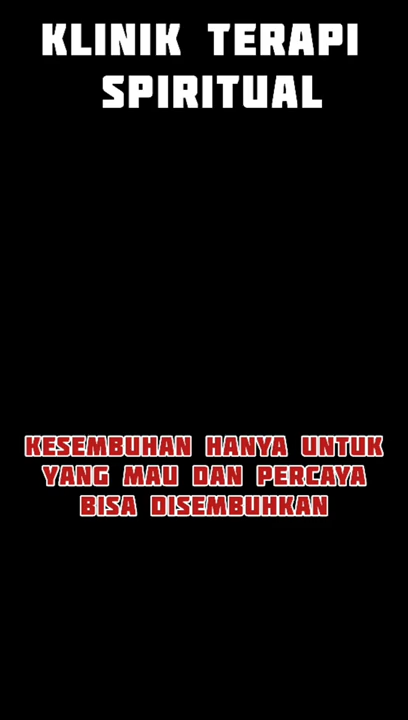 KLINIK TERAPI
SPIRITUAL
KESEMBUHAN HANYA UNTUK
YANG MAU DAN PERCAYA
BISA DISEMBUHKAN